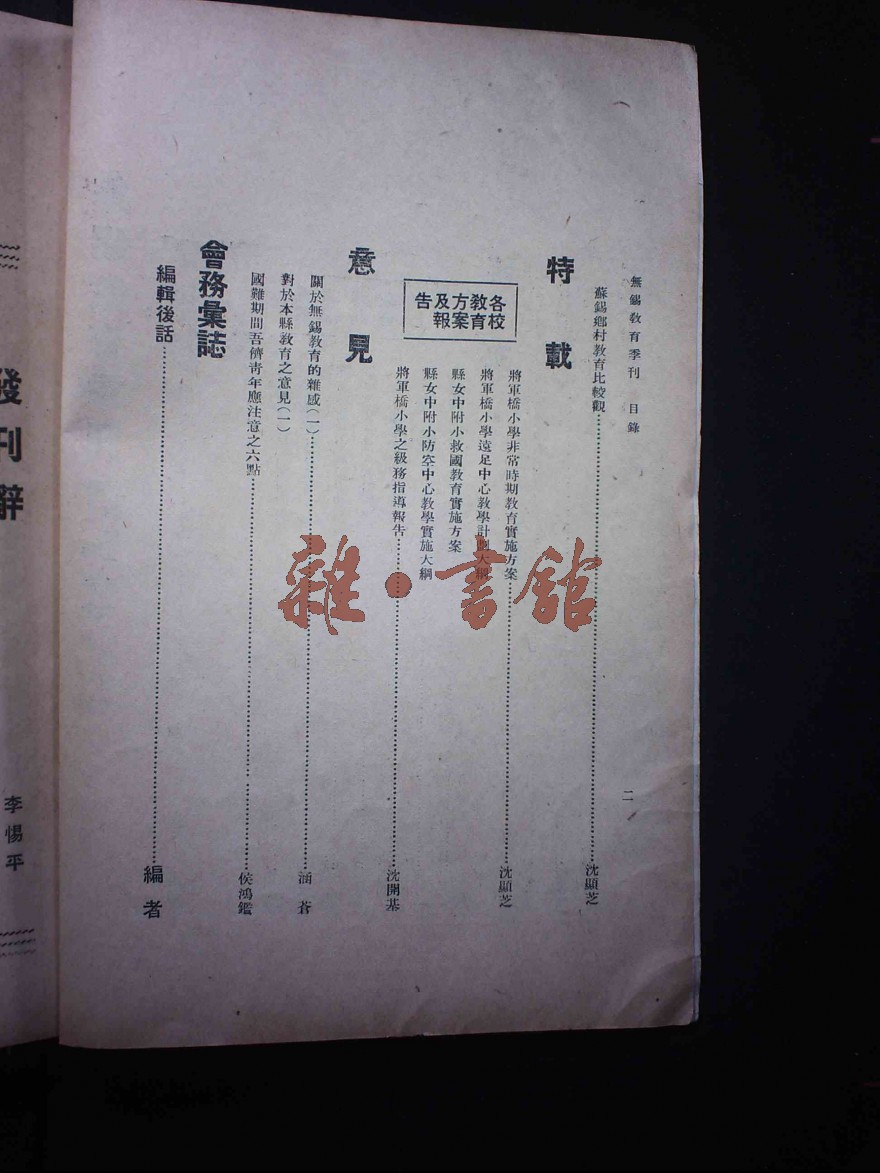 無錫教育季刊 目錄 二
蘇錫鄉村教育比較觀 沈顯芝
特載
各校教育方案及報告
將軍橋小學非常時期教育實施方案 沈顯芝
將軍橋小學遠足中心教學計劃大綱
縣女中附小救國教育實施方案
縣女中附小防空中心教學實施大綱
將軍橋小學之級務指導報告 沈開基
意見
關於無錫教育的雜感(一) 涵蒼
對於本縣教育之意見(一)
國難期間吾儕青年應注意之六點 侯鴻鑑
會務彙誌
編輯後話 編者
發刊辭
李惕平
雜·書館